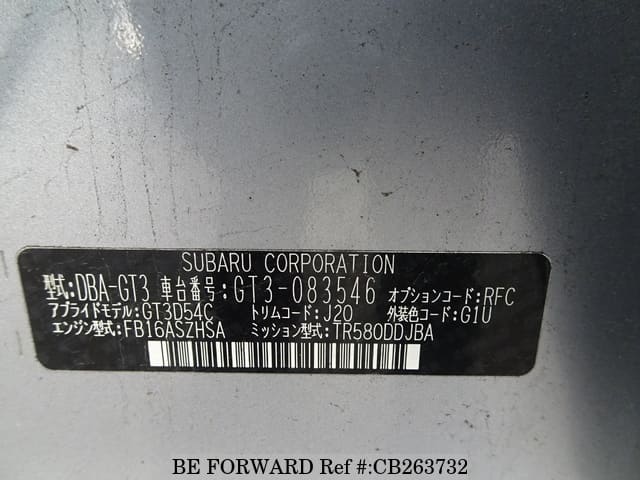 SUBARU CORPORATION
型式:DBA-GT3 車台番号:GT3-083546 オプションコード:RFC
アプライドモデル:GT3D54C トリムコード:J20 外装色コード:G1U
エンジン型式:FB16ASZHSA ミッション型式:TR580DDJBA
BE FORWARD Ref #:CB263732